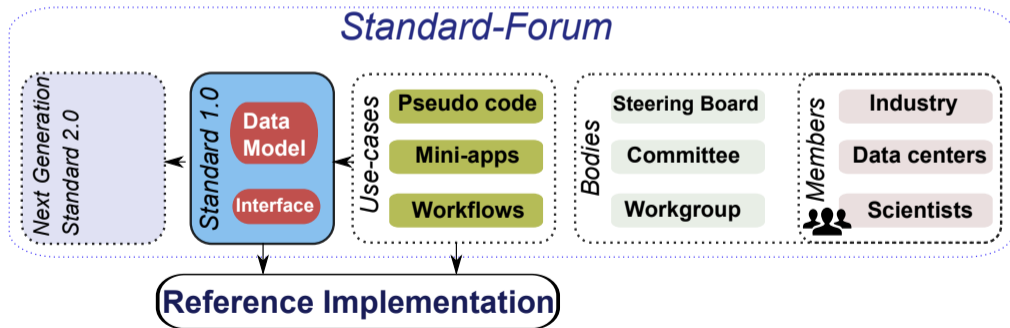 Standard-Forum
Next Generation
Standard 2.0
Standard 1.0
Data
Model
Interface
Use-cases
Pseudo code
Mini-apps
Workflows
Bodies
Steering Board
Committee
Workgroup
Members
Industry
Data centers
Scientists
Reference Implementation